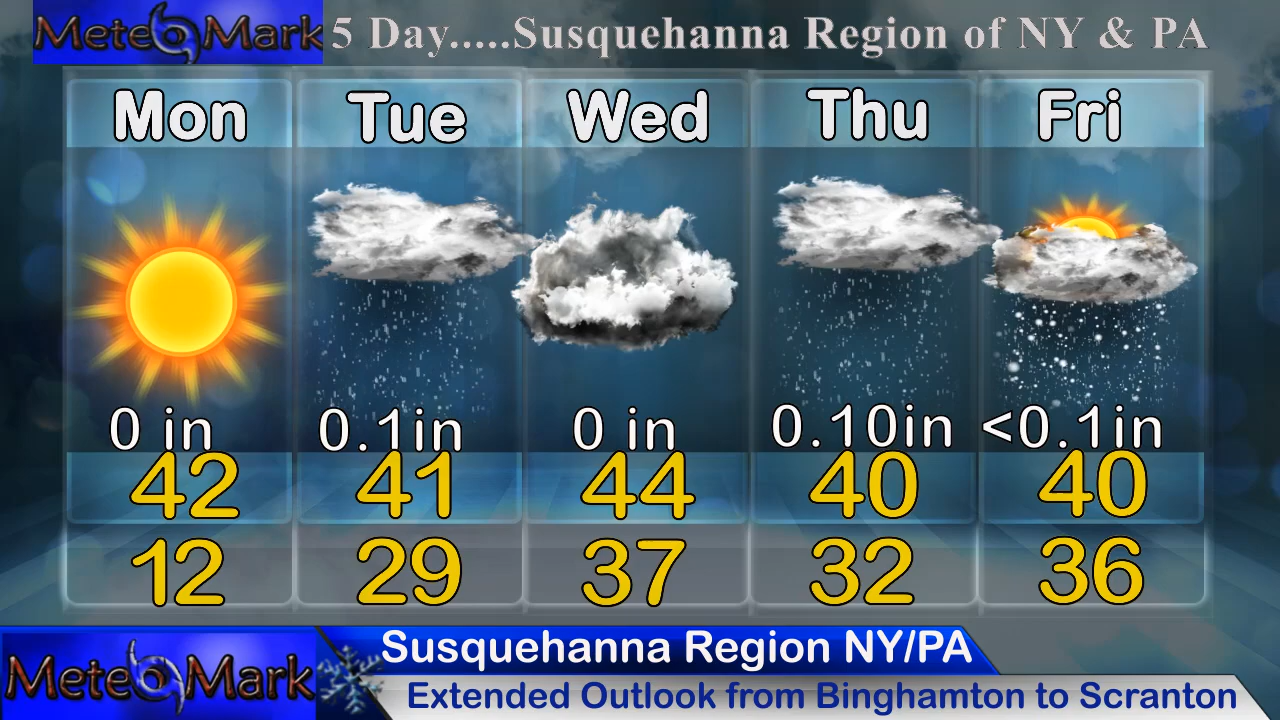 MeteoMark 5 Day.....Susquehanna Region of NY & PA
Mon Tue Wed Thu Fri
0 in 0.1in 0 in 0.10in <0.1in
42 41 44 40 40
12 29 37 32 36
Susquehanna Region NY/PA
MeteoMark
Extended Outlook from Binghamton to Scranton